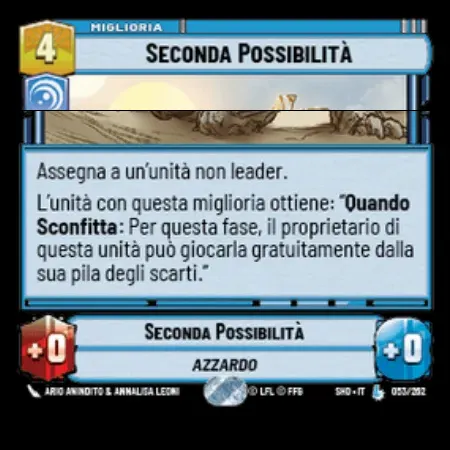 MIGLIORIA
4
SECONDA POSSIBILITÀ
Assegna a un'unità non leader.
L'unità con questa miglioria ottiene: "Quando
Sconfitta: Per questa fase, il proprietario di
questa unità può giocarla gratuitamente dalla
sua pila degli scarti."
+0
SECONDA POSSIBILITÀ
+0
AZZARDO
ARIO ANINDITO & ANNALISA LEONI
© LFL © FFG
SHD • IT
053/262